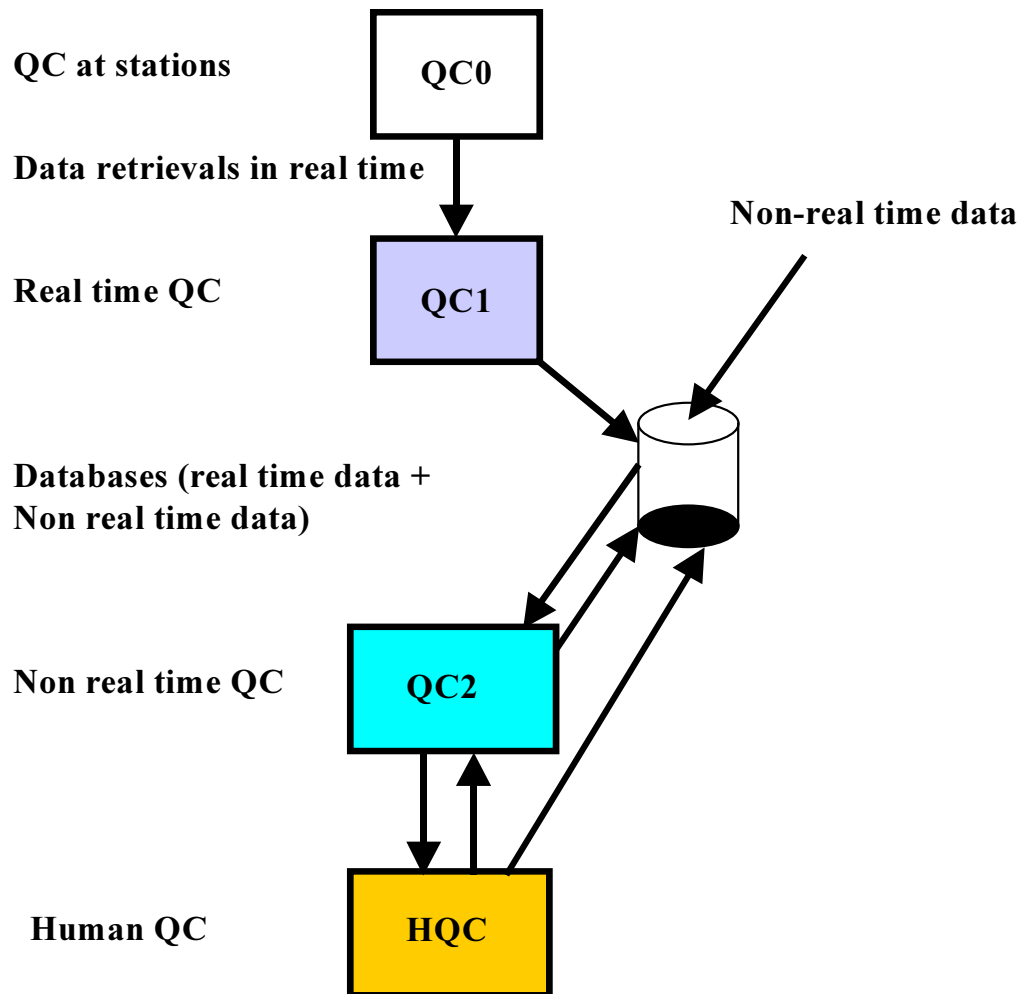 QC at stations
QC0
Data retrievals in real time
Non-real time data
Real time QC
QC1
Databases (real time data +
Non real time data)
Non real time QC
QC2
Human QC
HQC